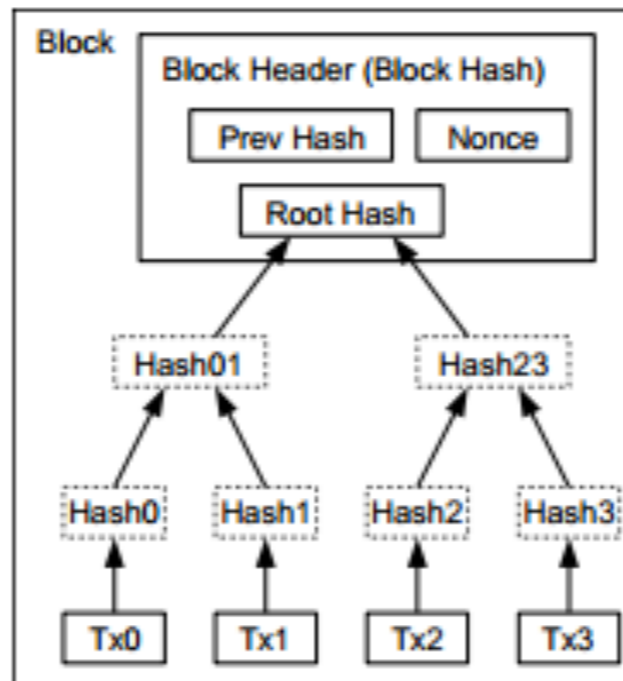 Block
Block Header (Block Hash)
Prev Hash
Nonce
Root Hash
Hash01
Hash23
Hash0
Hash1
Hash2
Hash3
Tx0
Tx1
Tx2
Tx3